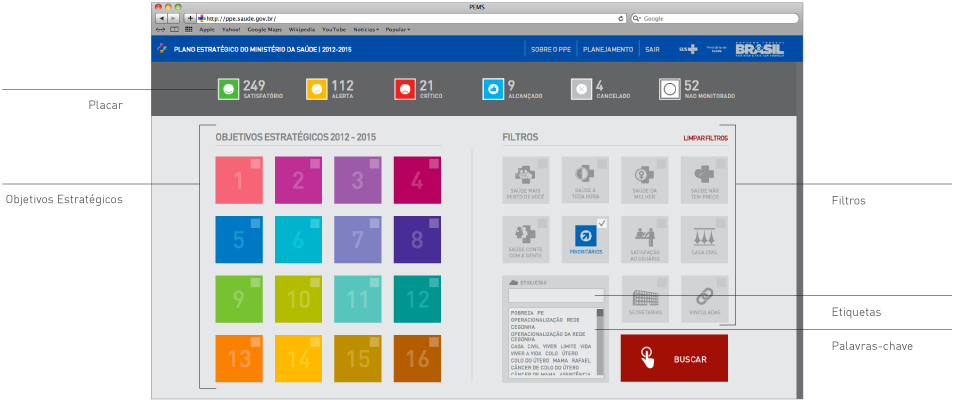 PEMS
http://ppe.saude.gov.br/
Google
Apple Yahoo! Google Maps Wikipedia YouTube Notícias Popular
PLANO ESTRATÉGICO DO MINISTÉRIO DA SAÚDE | 2012-2015
SOBRE O PPE PLANEJAMENTO SAIR SUS BRASIL
249 SATISFATÓRIO
112 ALERTA
21 CRÍTICO
9 ALCANÇADO
4 CANCELADO
52 NAO MONITORADO
Placar
OBJETIVOS ESTRATÉGICOS 2012 - 2015
1 2 3 4
5 6 7 8
9 10 11 12
13 14 15 16
Objetivos Estratégicos
FILTROS
LIMPAR FILTROS
SAÚDE MAIS
PERTO DE VOCÊ
SAÚDE A
TODA HORA
SAÚDE DA
MULHER
SAÚDE NÃO
TEM PREÇO
SAÚDE CONTE
COM A GENTE
PRIORITÁRIOS
SATISFAÇÃO
AO USUÁRIO
CASA CIVIL
ETIQUETAS
SECRETARIAS
VINCULADAS
POBREZA PE
OPERACIONALIZAÇÃO REDE
CEGONHA
OPERACIONALIZAÇÃO DA REDE
CEGONHA
CASA CIVIL VIVER LIMITE VIDA
VIVER A VIDA COLO ÚTERO
COLO DO ÚTERO MAMA RAFAEL
CÂNCER DE COLO DO ÚTERO
CÂNCER DE MAMA ASSISTÊNCIA
BUSCAR
Filtros
Etiquetas
Palavras-chave